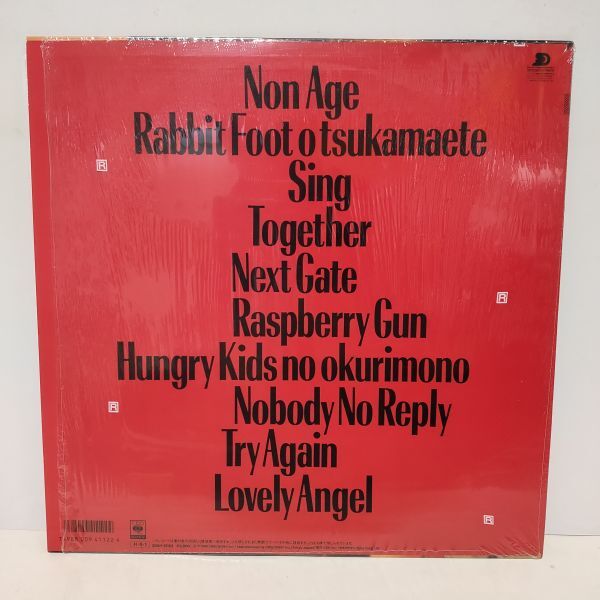 Non Age
Rabbit Foot o tsukamaete
Sing
Together
Next Gate
Raspberry Gun
Hungry Kids no okurimono
Nobody No Reply
Try Again
Lovely Angel
R
R
R
R